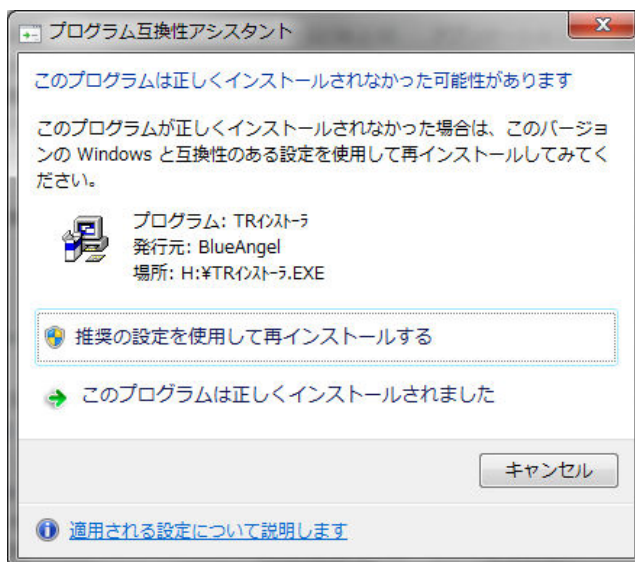 プログラム互換性アシスタント
このプログラムは正しくインストールされなかった可能性があります
このプログラムが正しくインストールされなかった場合は、このバージョ
ンの Windows と互換性のある設定を使用して再インストールしてみてく
ださい。
プログラム: TRｲﾝｽﾄｰﾗ
発行元: BlueAngel
場所: H:¥TRｲﾝｽﾄｰﾗ.EXE
推奨の設定を使用して再インストールする
このプログラムは正しくインストールされました
キャンセル
適用される設定について説明します